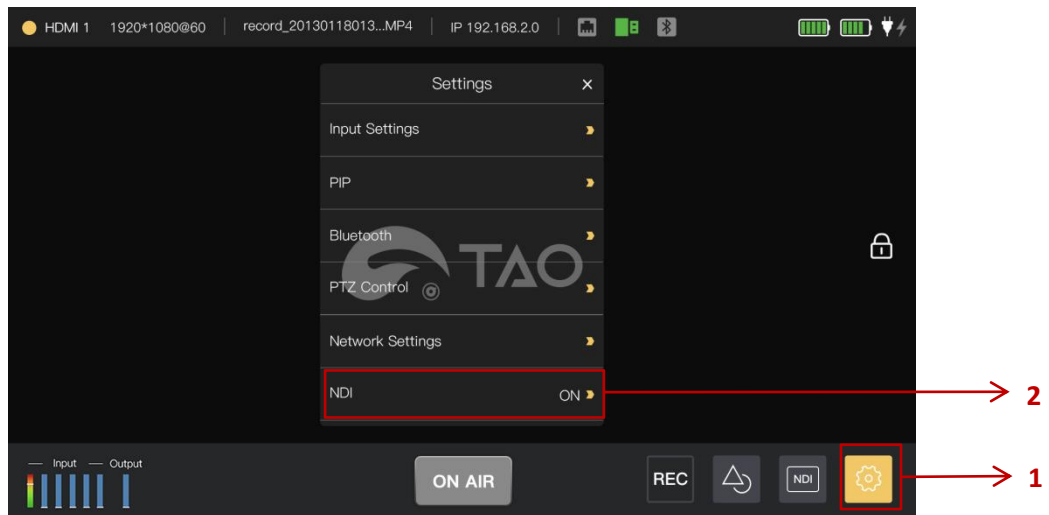 HDMI 1 1920*1080@60 record_20130118013...MP4 IP 192.168.2.0
Settings ×
Input Settings
PIP
Bluetooth
TAO
PTZ Control
Network Settings
NDI ON
2
Input Output
ON AIR
REC
NDI
1